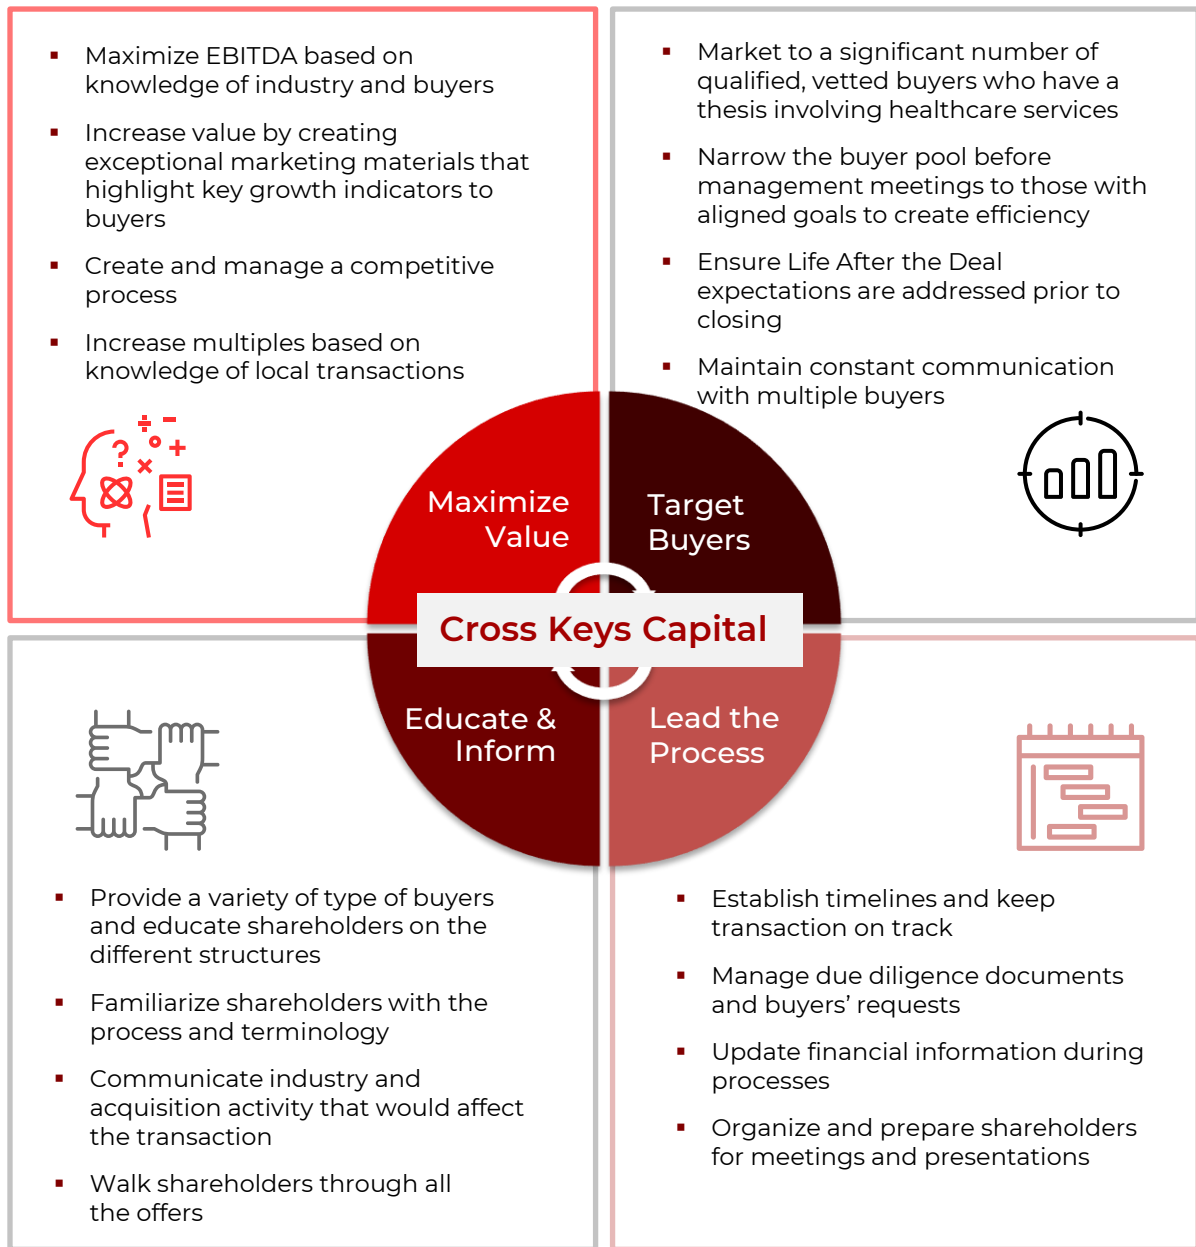 ▪ Maximize EBITDA based on
knowledge of industry and buyers
▪ Increase value by creating
exceptional marketing materials that
highlight key growth indicators to
buyers
▪ Create and manage a competitive
process
▪ Increase multiples based on
knowledge of local transactions
▪ Market to a significant number of
qualified, vetted buyers who have a
thesis involving healthcare services
▪ Narrow the buyer pool before
management meetings to those with
aligned goals to create efficiency
▪ Ensure Life After the Deal
expectations are addressed prior to
closing
▪ Maintain constant communication
with multiple buyers
Maximize
Value
Target
Buyers
Cross Keys Capital
Educate &
Inform
Lead the
Process
▪ Provide a variety of type of buyers
and educate shareholders on the
different structures
▪ Familiarize shareholders with the
process and terminology
▪ Communicate industry and
acquisition activity that would affect
the transaction
▪ Walk shareholders through all
the offers
▪ Establish timelines and keep
transaction on track
▪ Manage due diligence documents
and buyers’ requests
▪ Update financial information during
processes
▪ Organize and prepare shareholders
for meetings and presentations